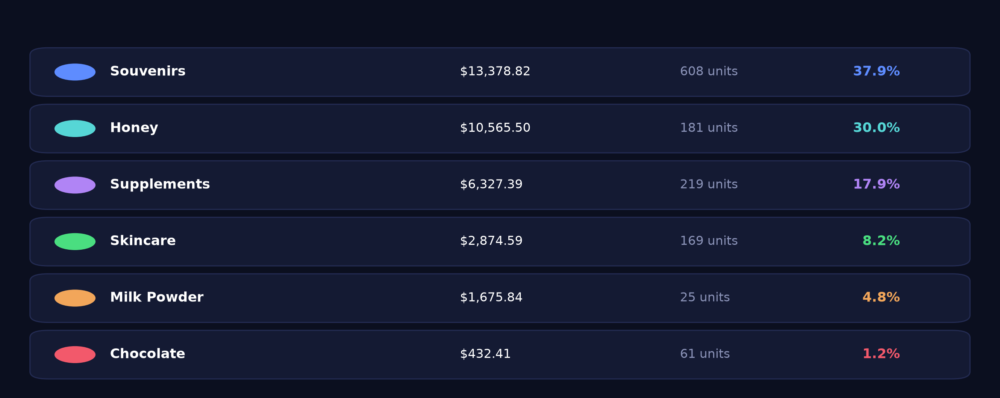 Souvenirs $13,378.82 608 units 37.9%
Honey $10,565.50 181 units 30.0%
Supplements $6,327.39 219 units 17.9%
Skincare $2,874.59 169 units 8.2%
Milk Powder $1,675.84 25 units 4.8%
Chocolate $432.41 61 units 1.2%